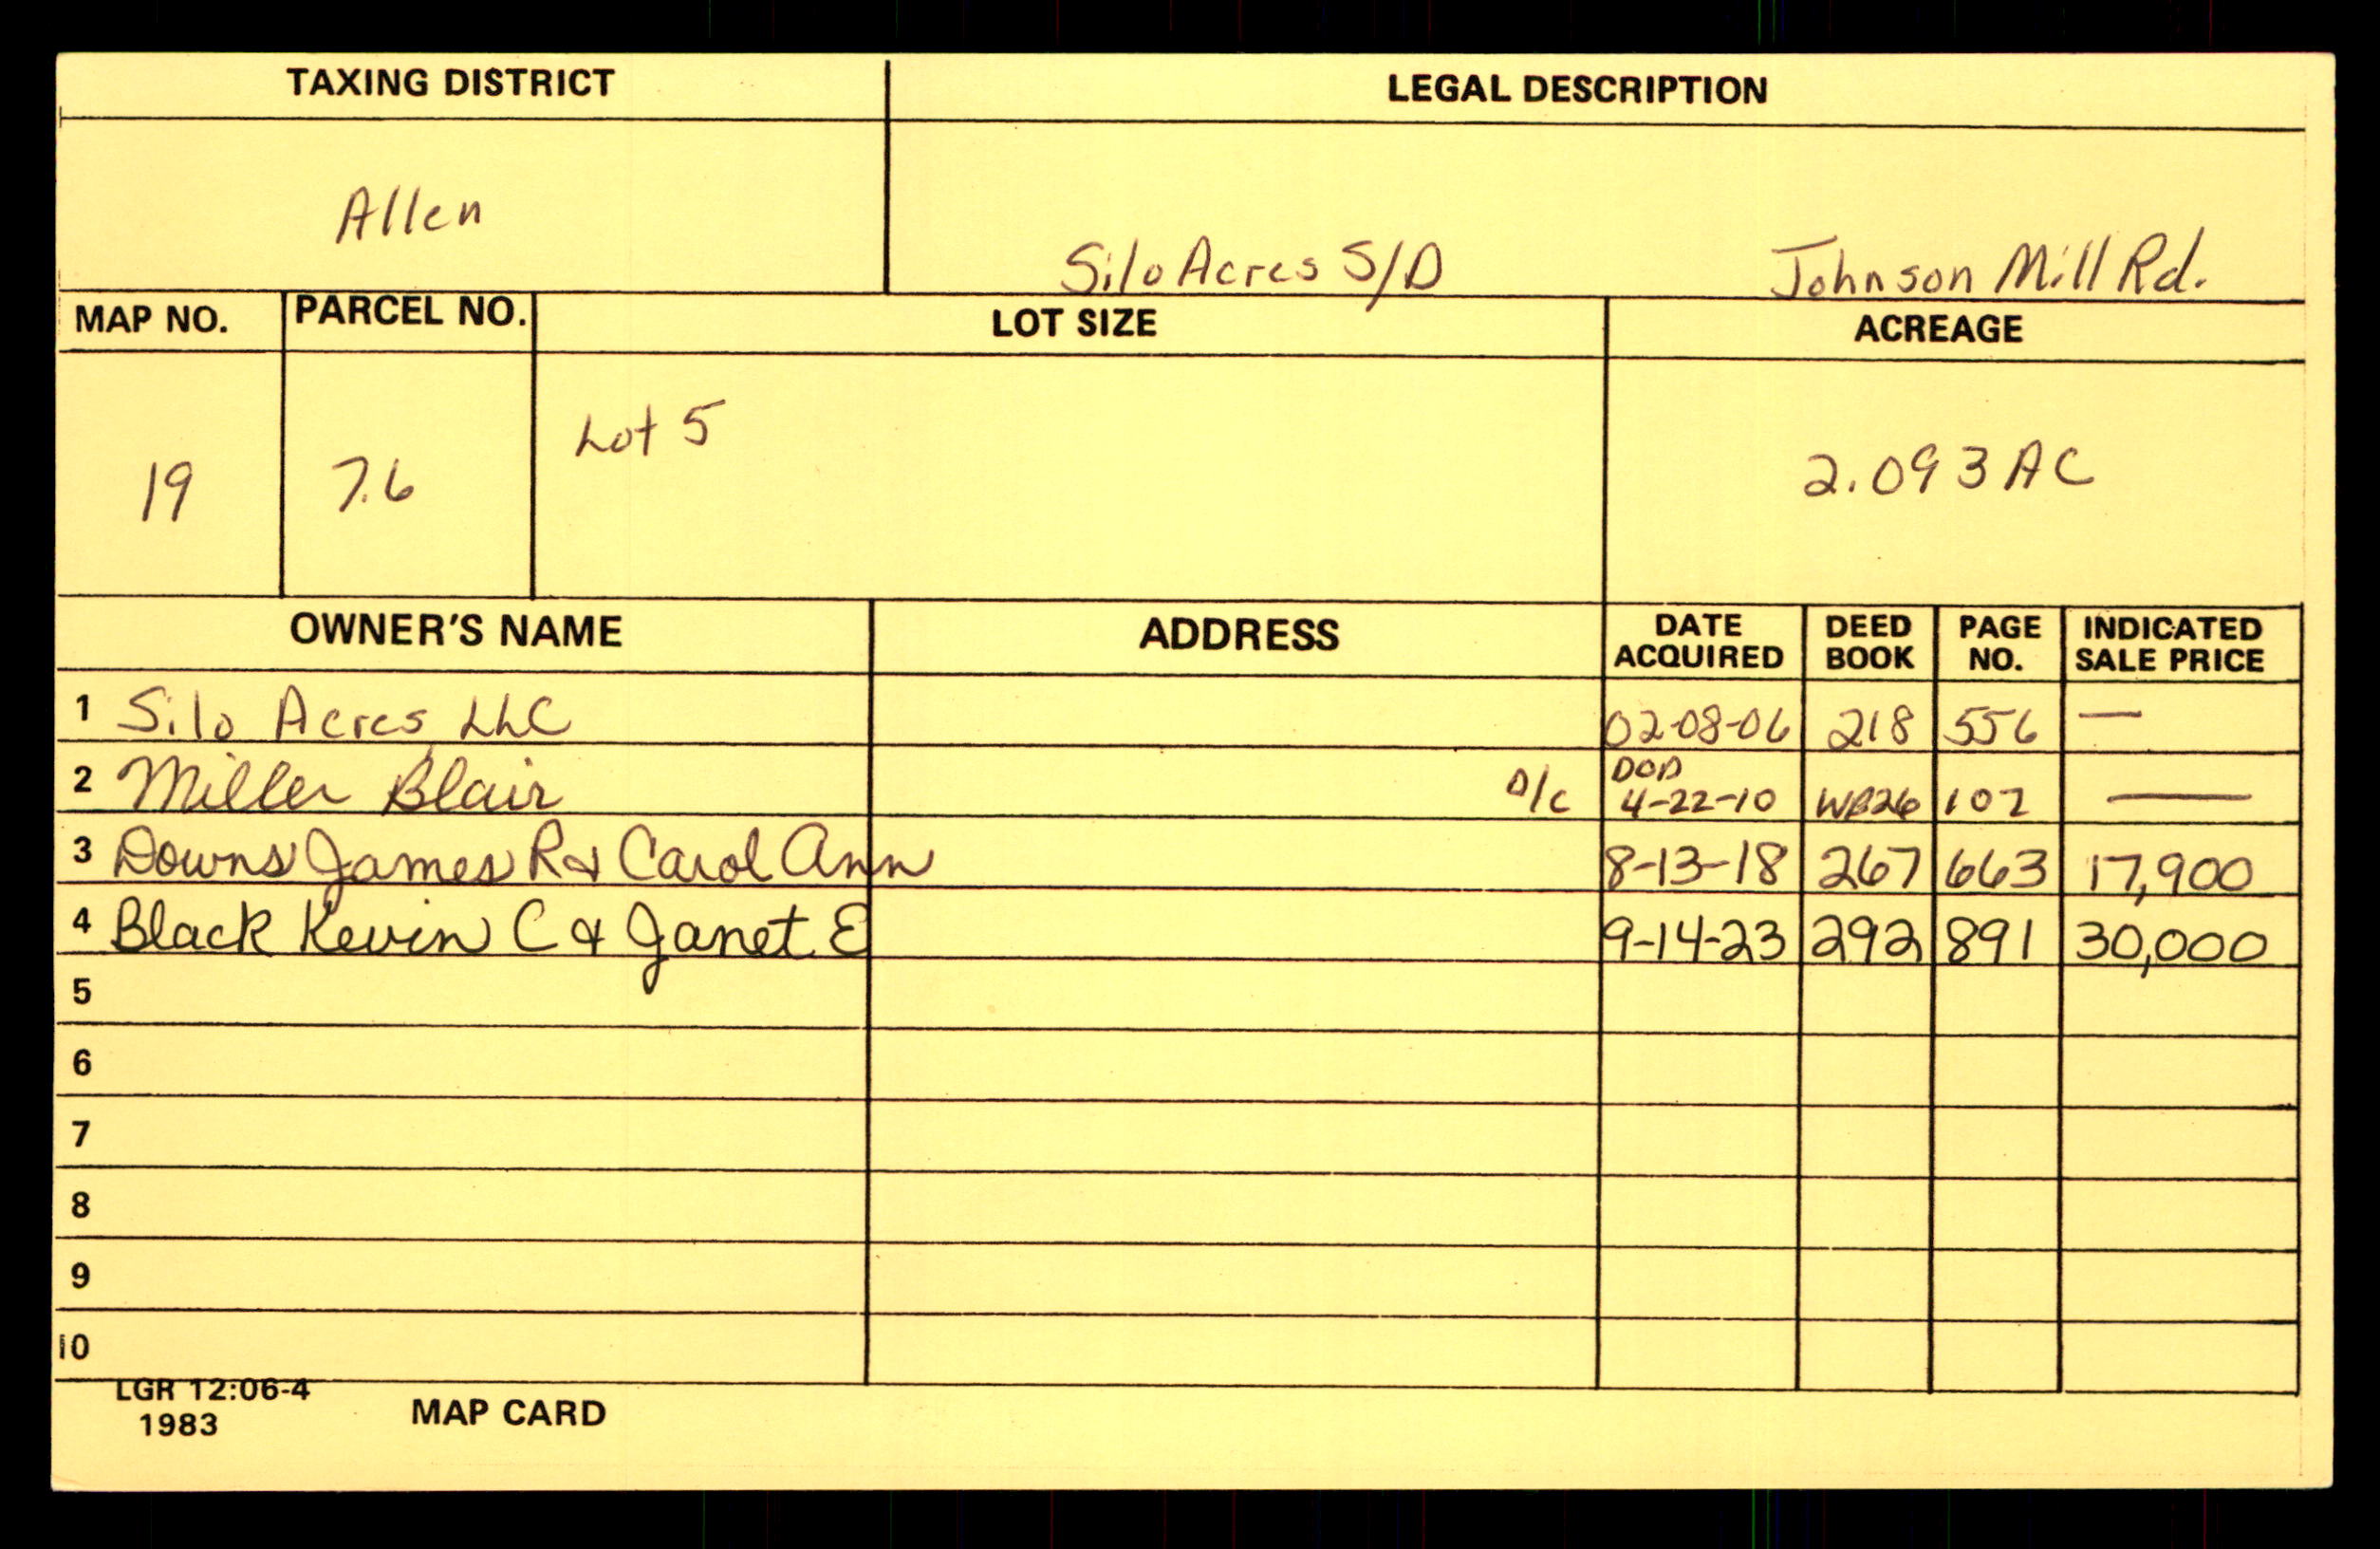 TAXING DISTRICT LEGAL DESCRIPTION
Allen
Silo Acres S/D Johnson Mill Rd.
MAP NO. PARCEL NO. LOT SIZE ACREAGE
Lot 5
19 7.6 2.093 AC
OWNER'S NAME ADDRESS DATE ACQUIRED DEED BOOK PAGE NO. INDICATED SALE PRICE
1 Silo Acres LLC 02-08-06 218 556 —
2 Miller Blair D/C DOD 4-22-10 WB26 102 —
3 Downs James R & Carol Ann 8-13-18 267 663 17,900
4 Black Kevin C & Janet E 9-14-23 292 891 30,000
5
6
7
8
9
10
LGR 12:06-4
1983 MAP CARD